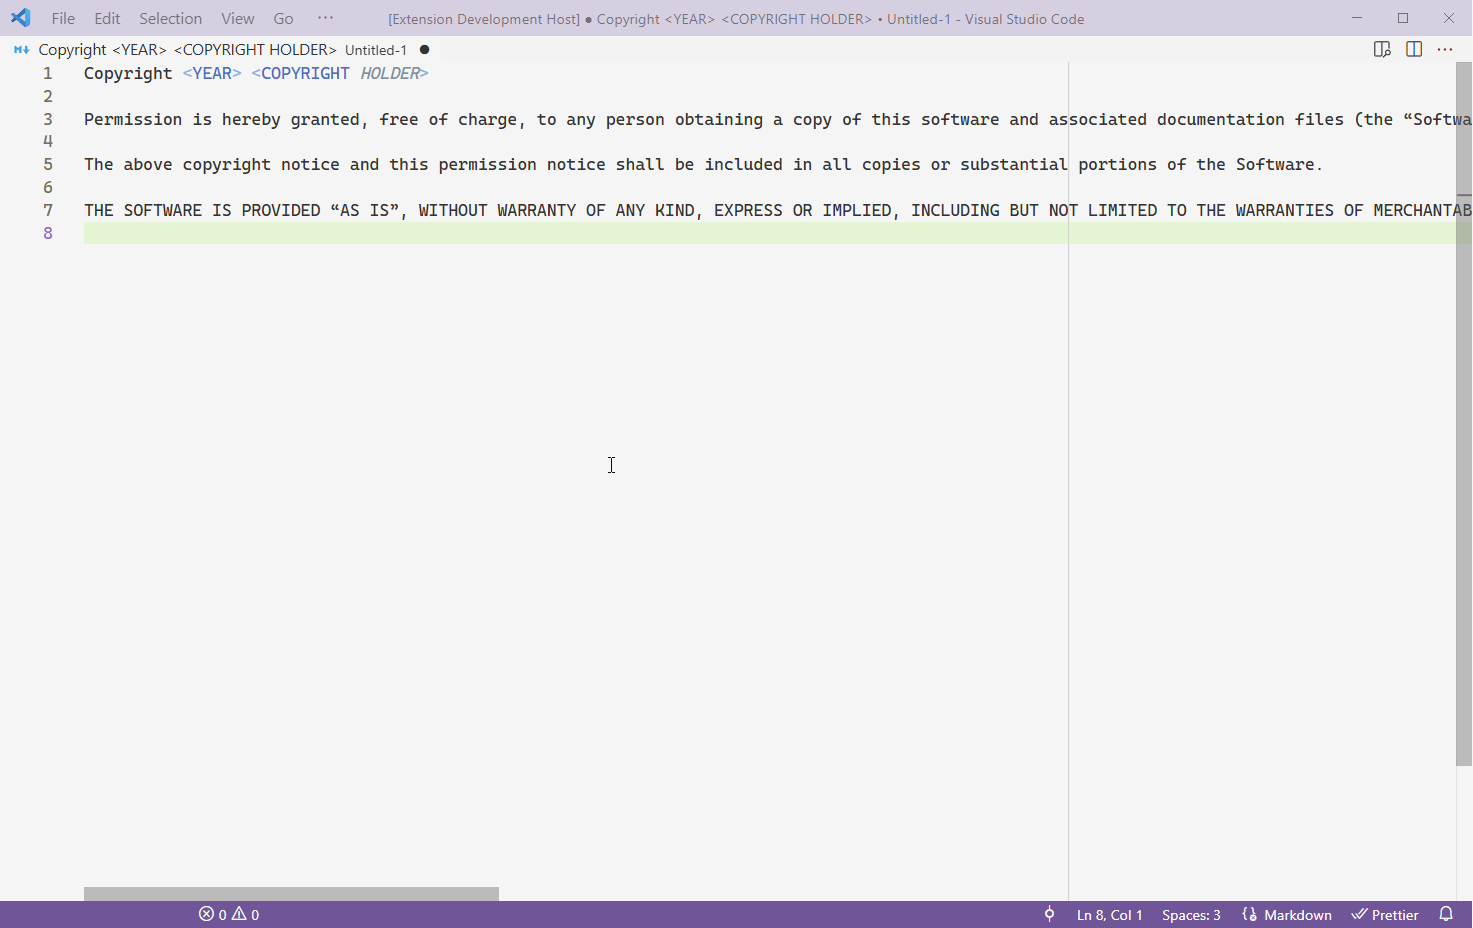 File Edit Selection View Go ··· [Extension Development Host] ● Copyright <YEAR> <COPYRIGHT HOLDER> • Untitled-1 - Visual Studio Code
Copyright <YEAR> <COPYRIGHT HOLDER> Untitled-1 ●
1 Copyright <YEAR> <COPYRIGHT HOLDER>
2
3 Permission is hereby granted, free of charge, to any person obtaining a copy of this software and associated documentation files (the “Softwa
4
5 The above copyright notice and this permission notice shall be included in all copies or substantial portions of the Software.
6
7 THE SOFTWARE IS PROVIDED “AS IS”, WITHOUT WARRANTY OF ANY KIND, EXPRESS OR IMPLIED, INCLUDING BUT NOT LIMITED TO THE WARRANTIES OF MERCHANTAB
8
0 0 Ln 8, Col 1 Spaces: 3 Markdown Prettier